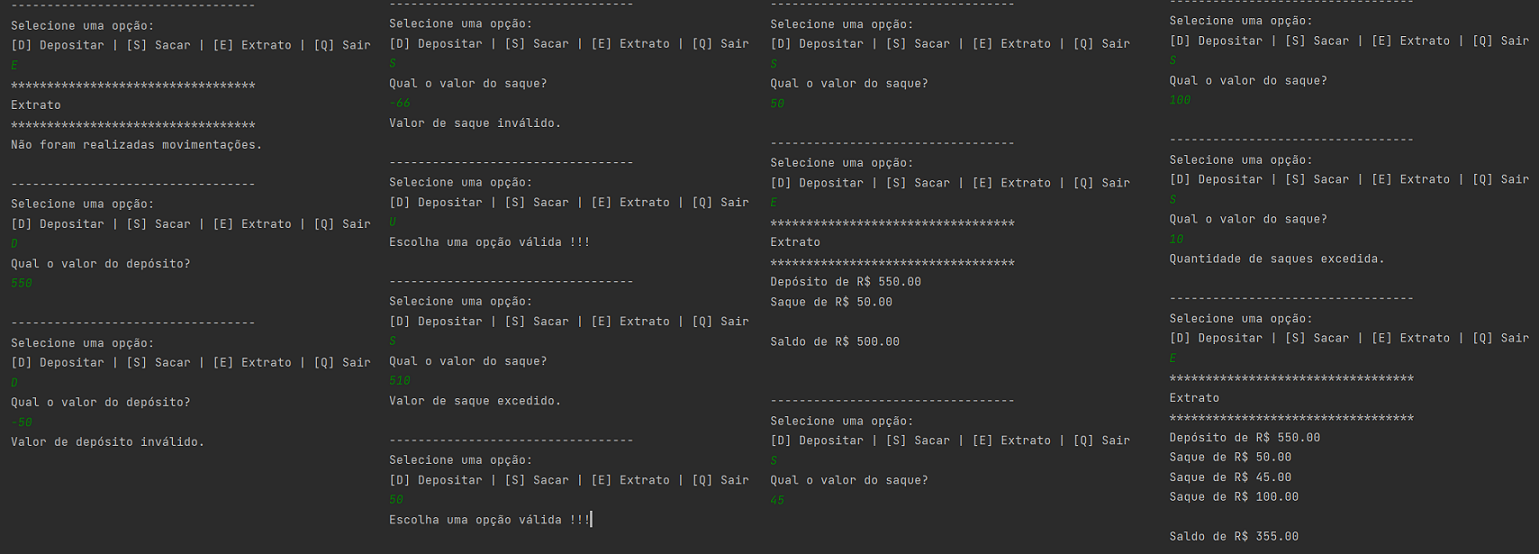 ----------------------------------
Selecione uma opção:
[D] Depositar | [S] Sacar | [E] Extrato | [Q] Sair
E
**********************************
Extrato
**********************************
Não foram realizadas movimentações.
----------------------------------
Selecione uma opção:
[D] Depositar | [S] Sacar | [E] Extrato | [Q] Sair
D
Qual o valor do depósito?
550
----------------------------------
Selecione uma opção:
[D] Depositar | [S] Sacar | [E] Extrato | [Q] Sair
D
Qual o valor do depósito?
-50
Valor de depósito inválido.
----------------------------------
Selecione uma opção:
[D] Depositar | [S] Sacar | [E] Extrato | [Q] Sair
S
Qual o valor do saque?
-66
Valor de saque inválido.
----------------------------------
Selecione uma opção:
[D] Depositar | [S] Sacar | [E] Extrato | [Q] Sair
U
Escolha uma opção válida !!!
----------------------------------
Selecione uma opção:
[D] Depositar | [S] Sacar | [E] Extrato | [Q] Sair
S
Qual o valor do saque?
510
Valor de saque excedido.
----------------------------------
Selecione uma opção:
[D] Depositar | [S] Sacar | [E] Extrato | [Q] Sair
50
Escolha uma opção válida !!!
----------------------------------
Selecione uma opção:
[D] Depositar | [S] Sacar | [E] Extrato | [Q] Sair
S
Qual o valor do saque?
50
----------------------------------
Selecione uma opção:
[D] Depositar | [S] Sacar | [E] Extrato | [Q] Sair
E
**********************************
Extrato
**********************************
Depósito de R$ 550.00
Saque de R$ 50.00
Saldo de R$ 500.00
----------------------------------
Selecione uma opção:
[D] Depositar | [S] Sacar | [E] Extrato | [Q] Sair
S
Qual o valor do saque?
45
----------------------------------
Selecione uma opção:
[D] Depositar | [S] Sacar | [E] Extrato | [Q] Sair
S
Qual o valor do saque?
100
----------------------------------
Selecione uma opção:
[D] Depositar | [S] Sacar | [E] Extrato | [Q] Sair
S
Qual o valor do saque?
10
Quantidade de saques excedida.
----------------------------------
Selecione uma opção:
[D] Depositar | [S] Sacar | [E] Extrato | [Q] Sair
E
**********************************
Extrato
**********************************
Depósito de R$ 550.00
Saque de R$ 50.00
Saque de R$ 45.00
Saque de R$ 100.00
Saldo de R$ 355.00